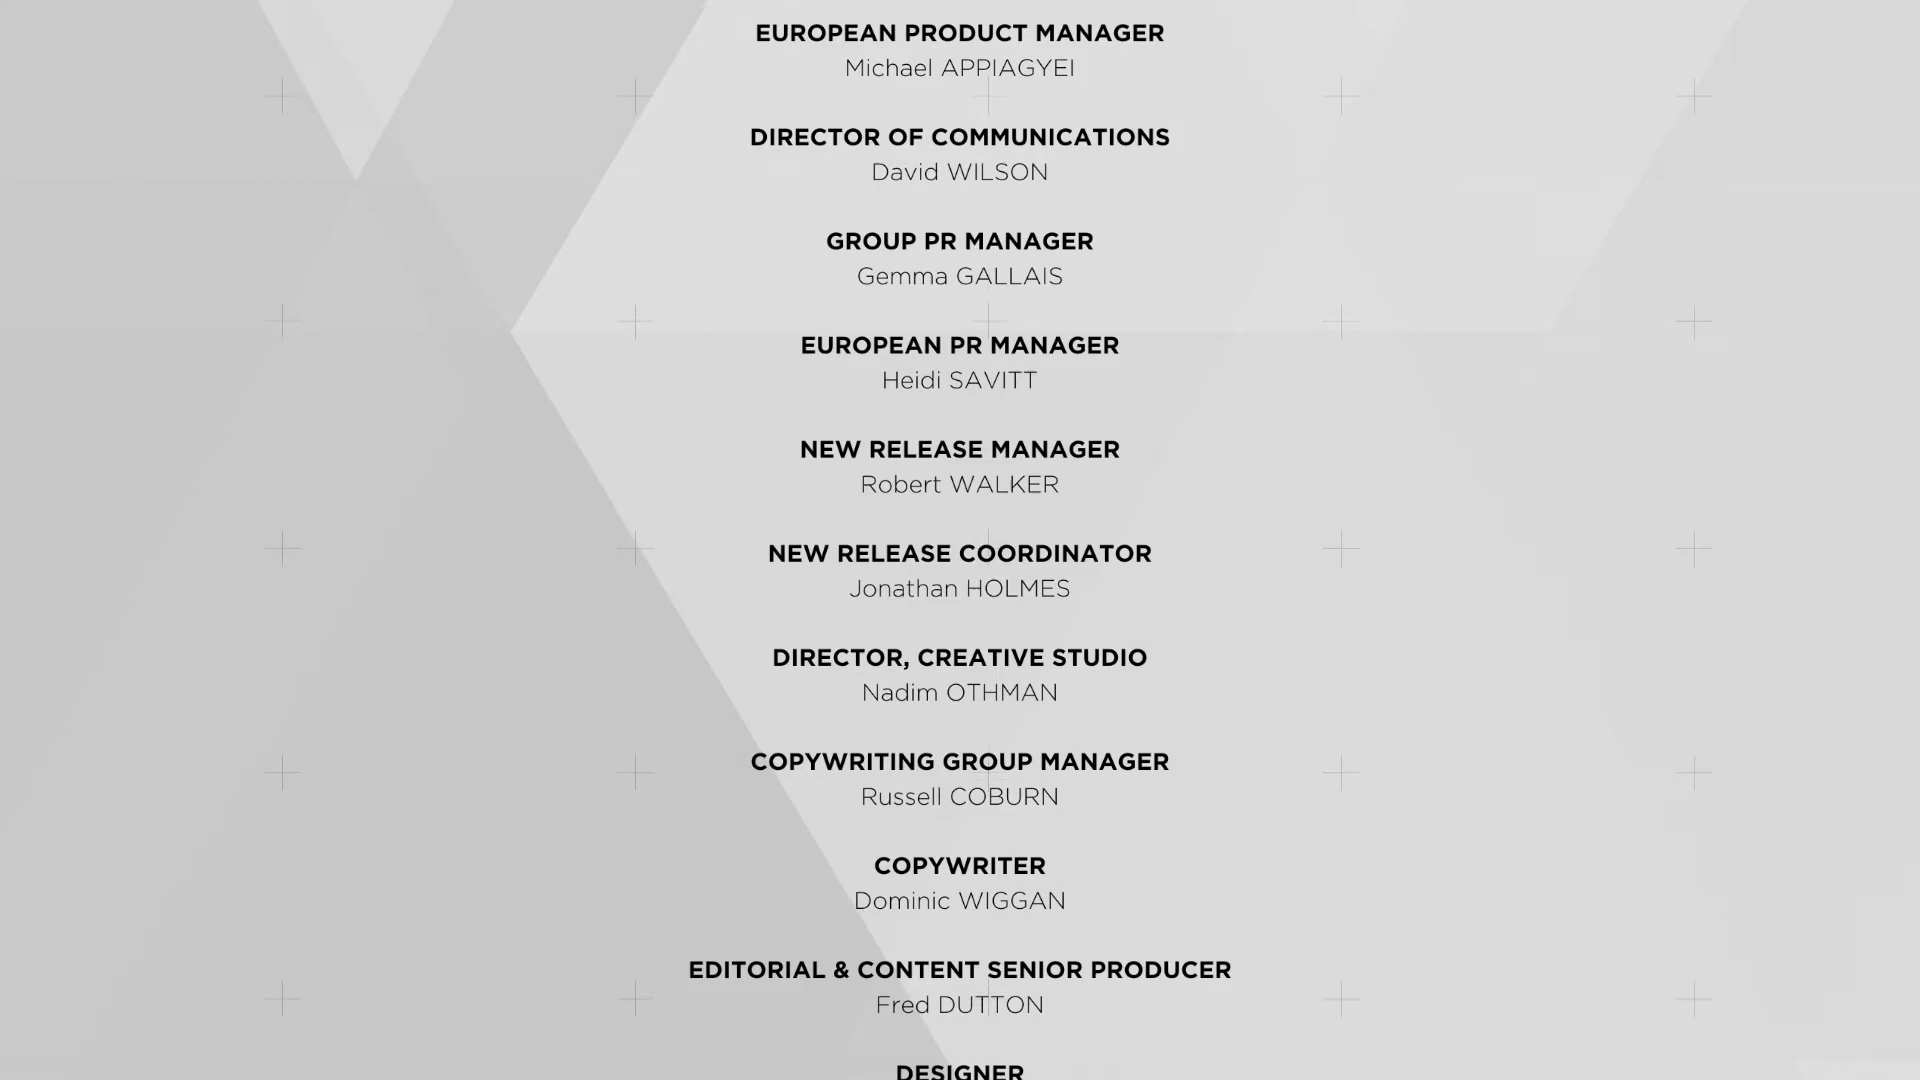 EUROPEAN PRODUCT MANAGER
Michael APPIAGYEI
DIRECTOR OF COMMUNICATIONS
David WILSON
GROUP PR MANAGER
Gemma GALLAIS
EUROPEAN PR MANAGER
Heidi SAVITT
NEW RELEASE MANAGER
Robert WALKER
NEW RELEASE COORDINATOR
Jonathan HOLMES
DIRECTOR, CREATIVE STUDIO
Nadim OTHMAN
COPYWRITING GROUP MANAGER
Russell COBURN
COPYWRITER
Dominic WIGGAN
EDITORIAL & CONTENT SENIOR PRODUCER
Fred DUTTON
DESIGNER